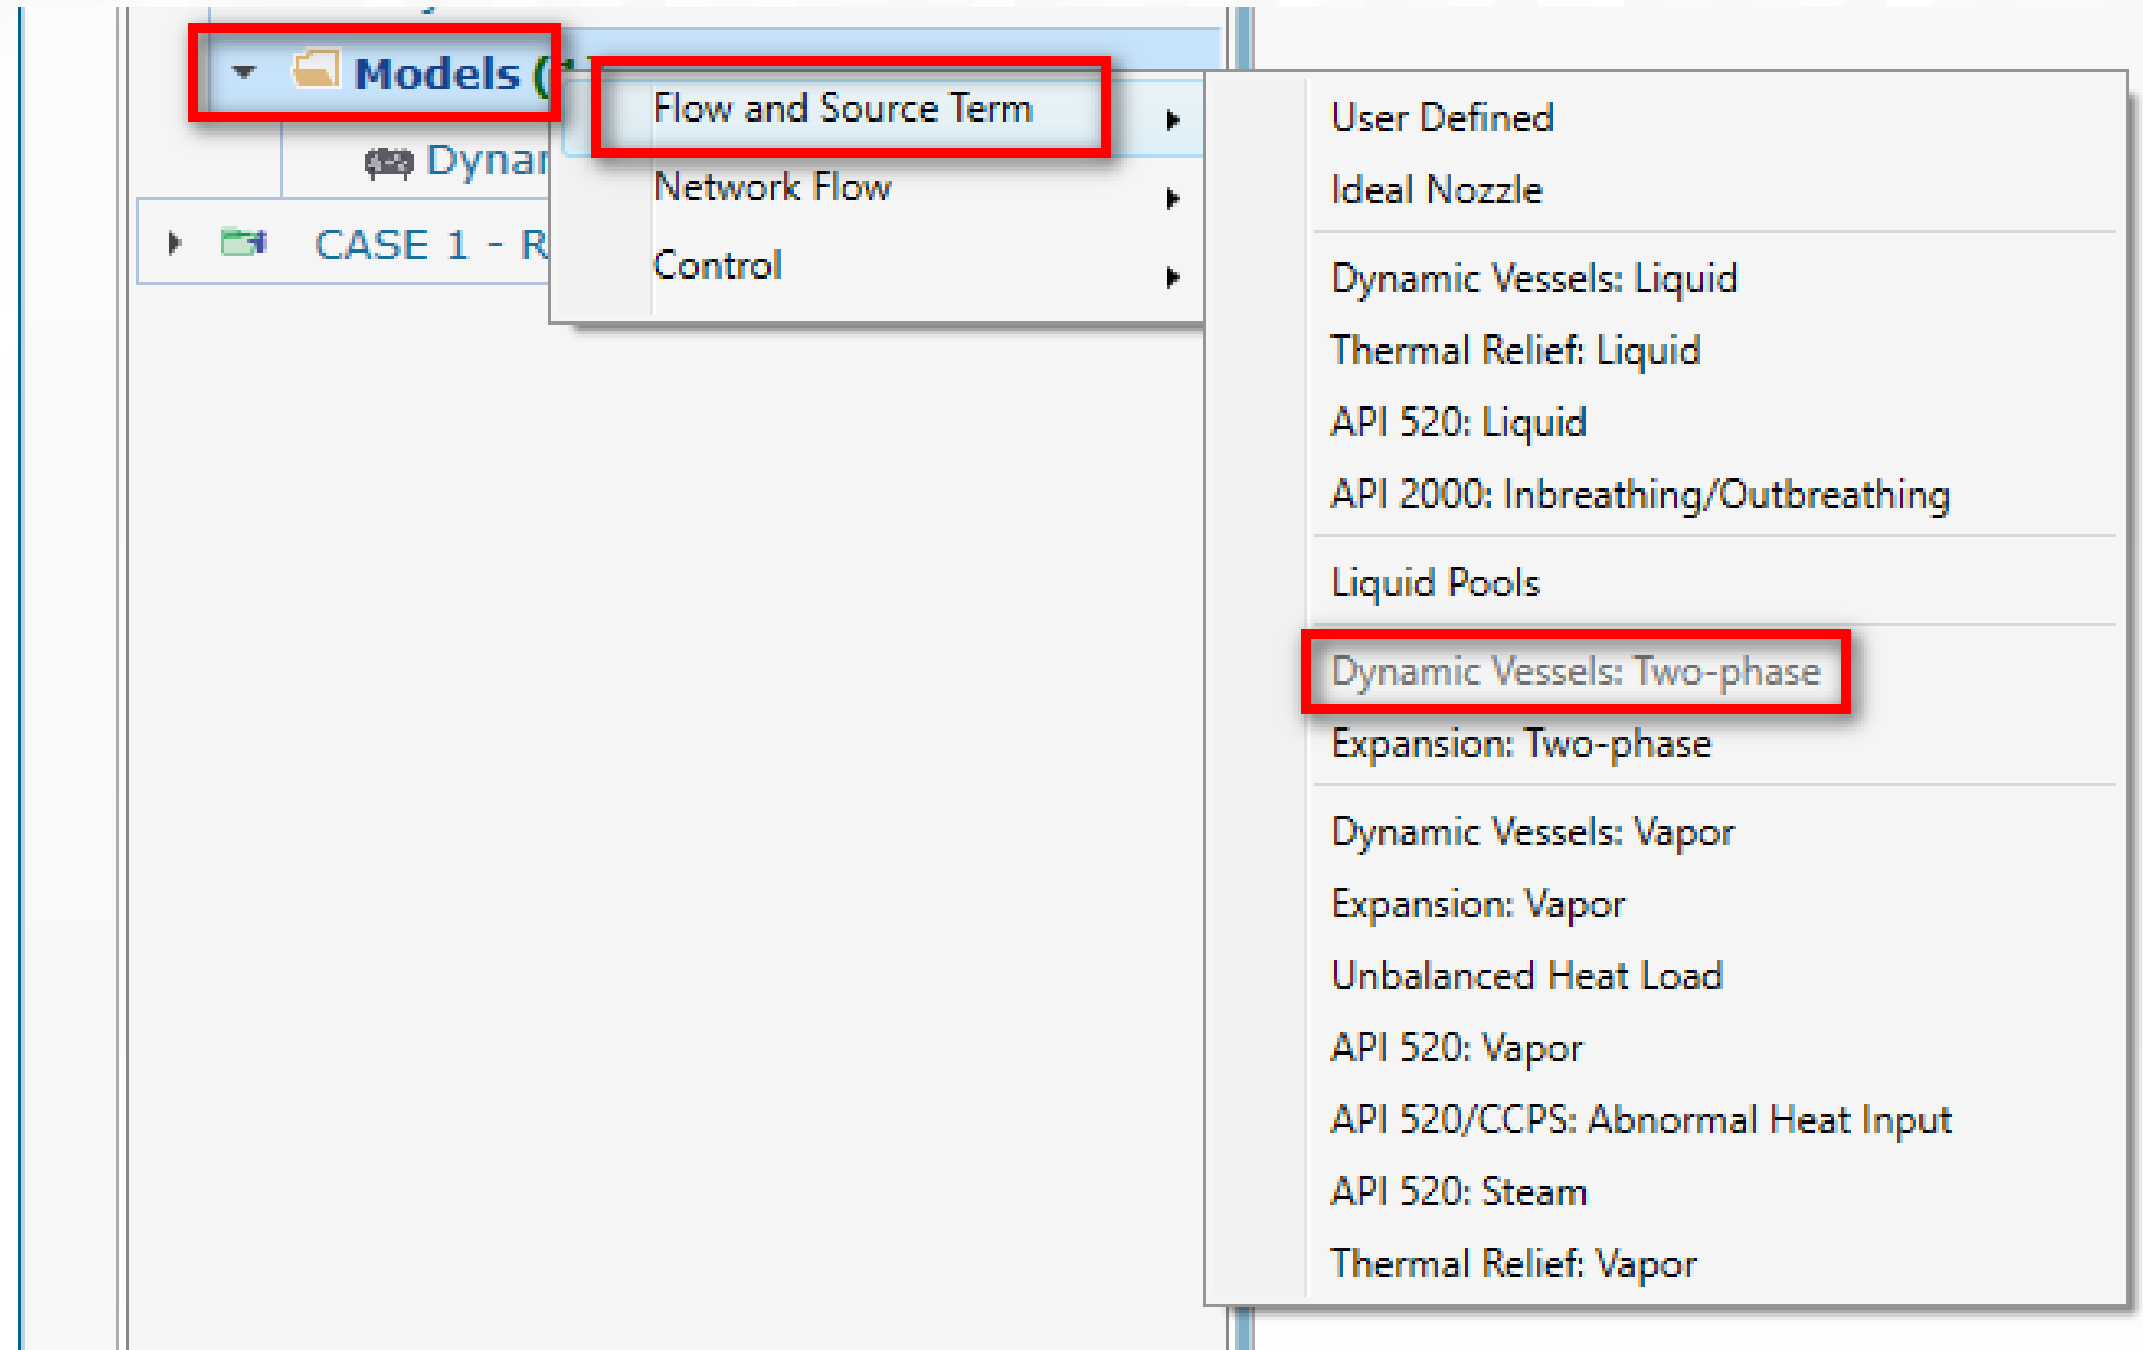 Models (
Dynar
CASE 1 - R
Flow and Source Term
Network Flow
Control
User Defined
Ideal Nozzle
Dynamic Vessels: Liquid
Thermal Relief: Liquid
API 520: Liquid
API 2000: Inbreathing/Outbreathing
Liquid Pools
Dynamic Vessels: Two-phase
Expansion: Two-phase
Dynamic Vessels: Vapor
Expansion: Vapor
Unbalanced Heat Load
API 520: Vapor
API 520/CCPS: Abnormal Heat Input
API 520: Steam
Thermal Relief: Vapor